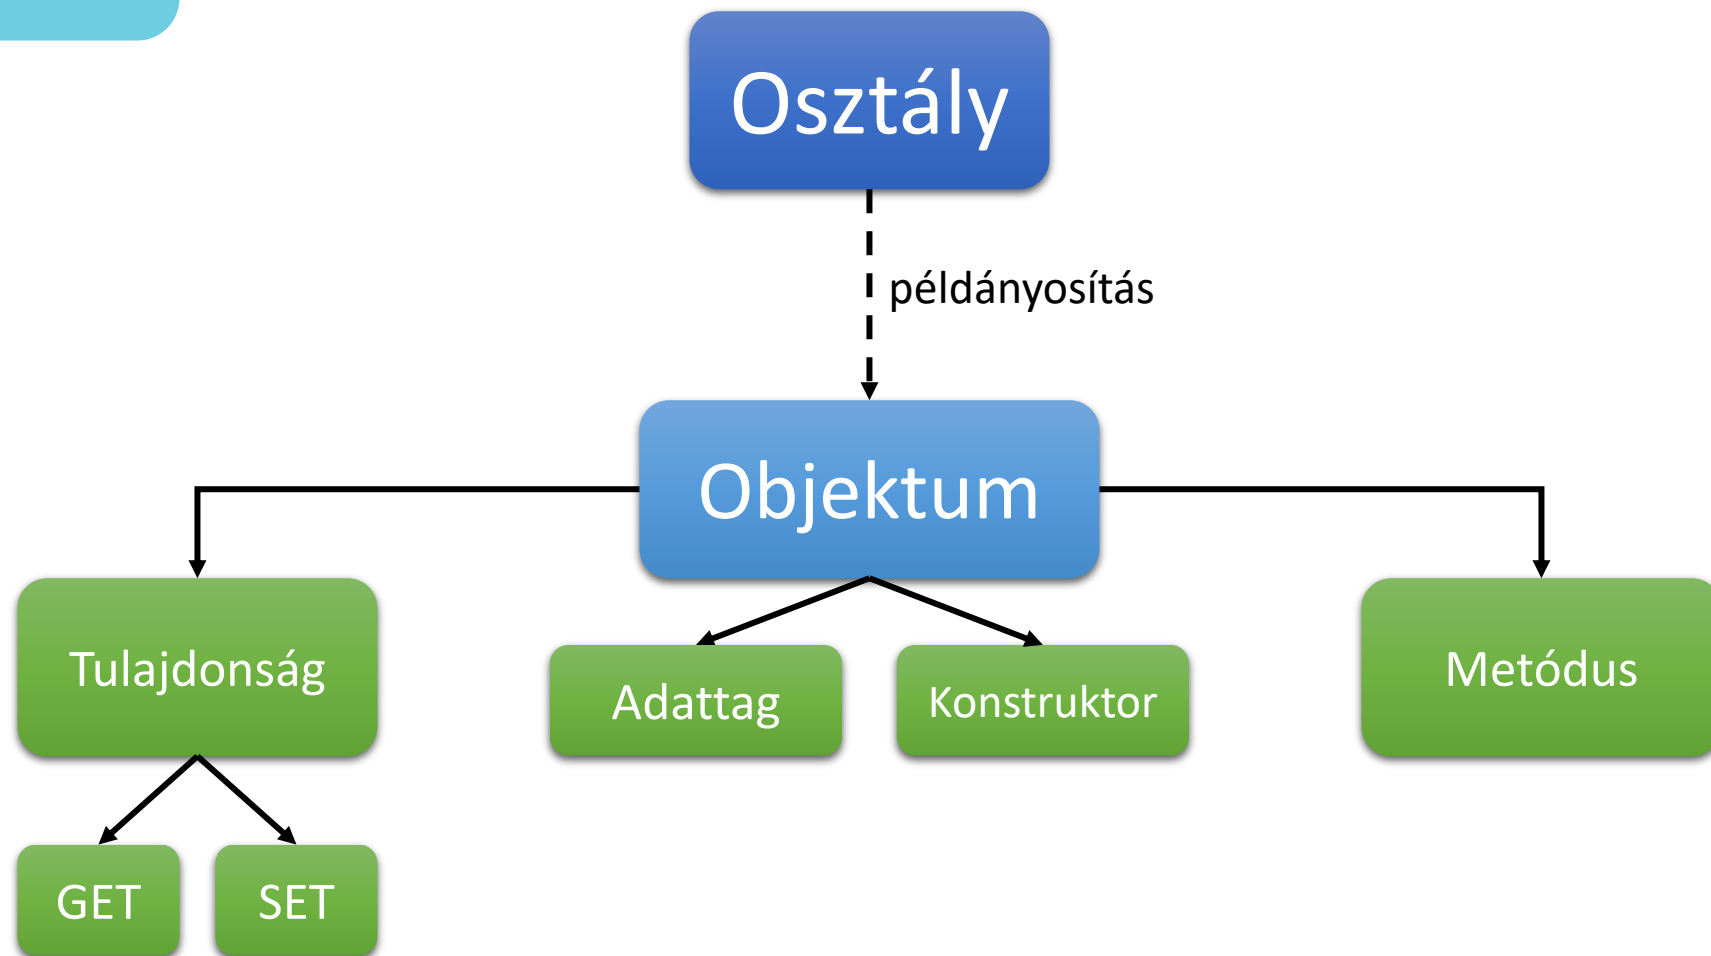 Osztály
példányosítás
Objektum
Tulajdonság
Adattag
Konstruktor
Metódus
GET
SET